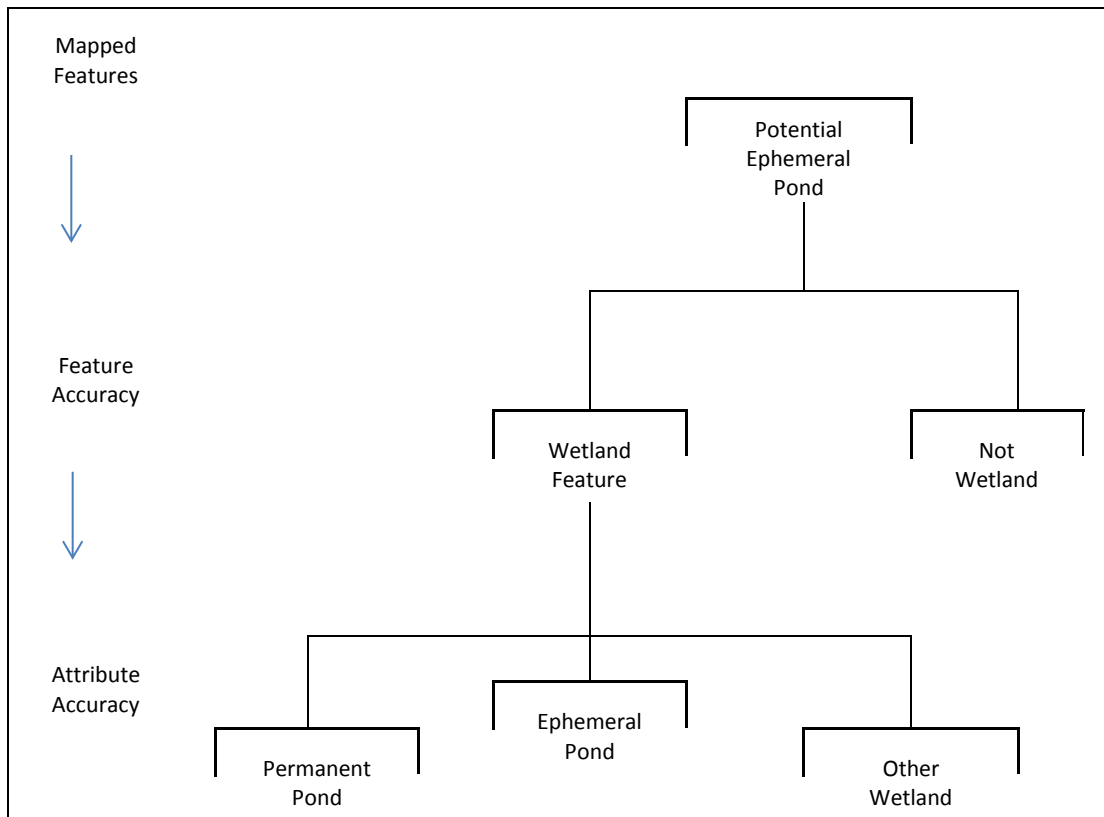 Mapped
Features
Potential
Ephemeral
Pond
Feature
Accuracy
Wetland
Feature
Not
Wetland
Attribute
Accuracy
Permanent
Pond
Ephemeral
Pond
Other
Wetland